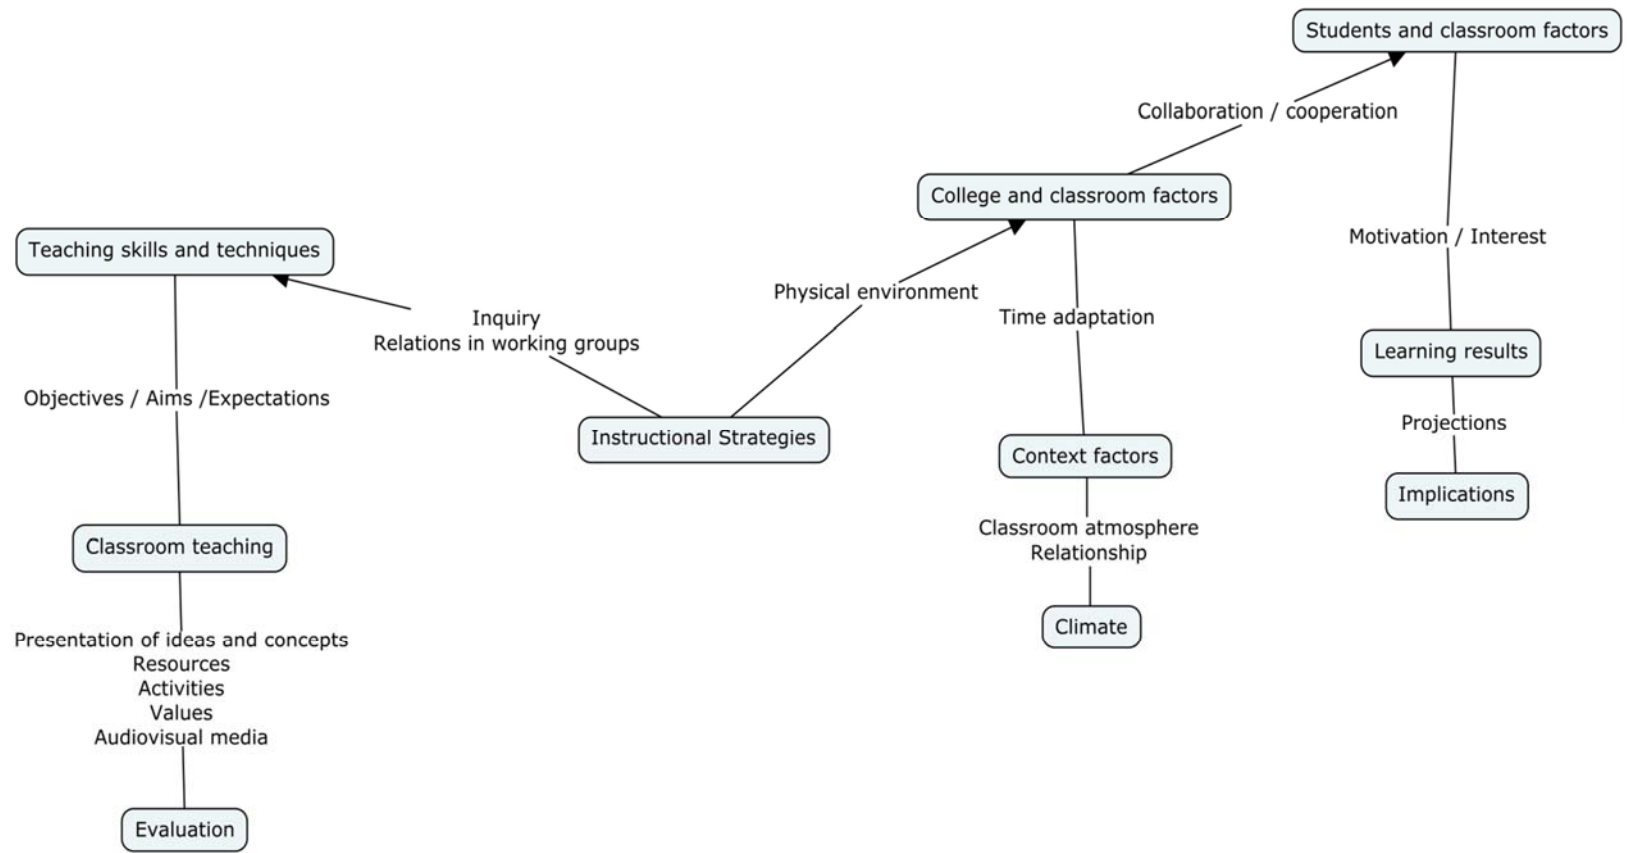 Students and classroom factors
Collaboration / cooperation
College and classroom factors
Motivation / Interest
Teaching skills and techniques
Physical environment
Time adaptation
Inquiry
Relations in working groups
Learning results
Objectives / Aims /Expectations
Projections
Instructional Strategies
Context factors
Implications
Classroom atmosphere
Relationship
Classroom teaching
Climate
Presentation of ideas and concepts
Resources
Activities
Values
Audiovisual media
Evaluation